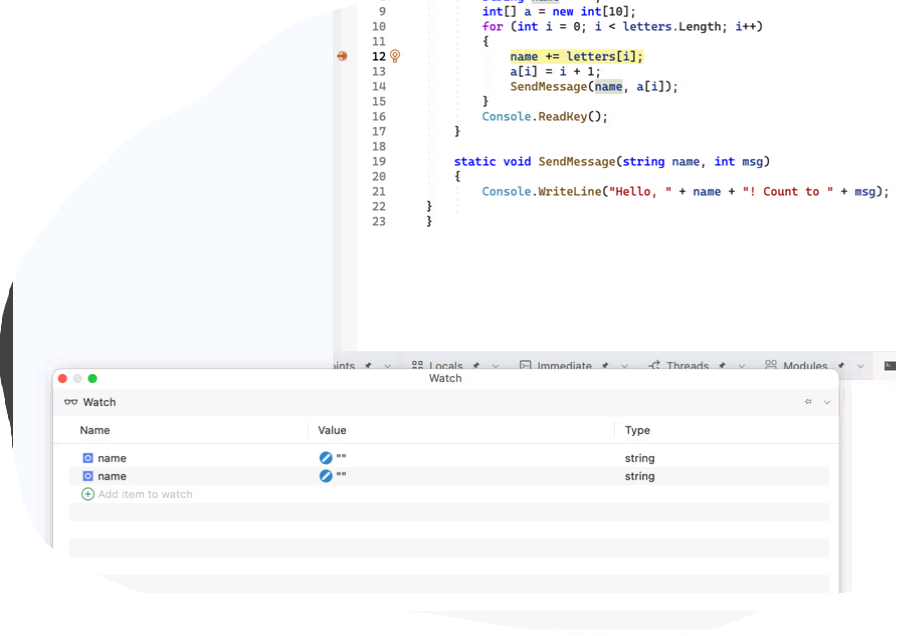 9 int[] a = new int[10];
10 for (int i = 0; i < letters.Length; i++)
11 {
12 name += letters[i];
13 a[i] = i + 1;
14 SendMessage(name, a[i]);
15 }
16 Console.ReadKey();
17 }
18
19 static void SendMessage(string name, int msg)
20 {
21 Console.WriteLine("Hello, " + name + "! Count to " + msg);
22 }
23 }
ints Locals Immediate Threads Modules
Watch
Watch
Name Value Type
name "" string
name "" string
Add item to watch